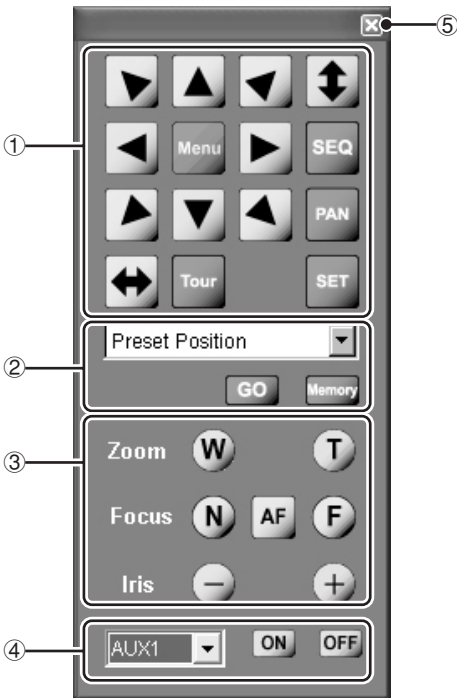 ⑤
①
Menu
SEQ
PAN
Tour
SET
②
Preset Position
GO
Memory
③
Zoom W T
Focus N AF F
Iris − +
④
AUX1
ON
OFF